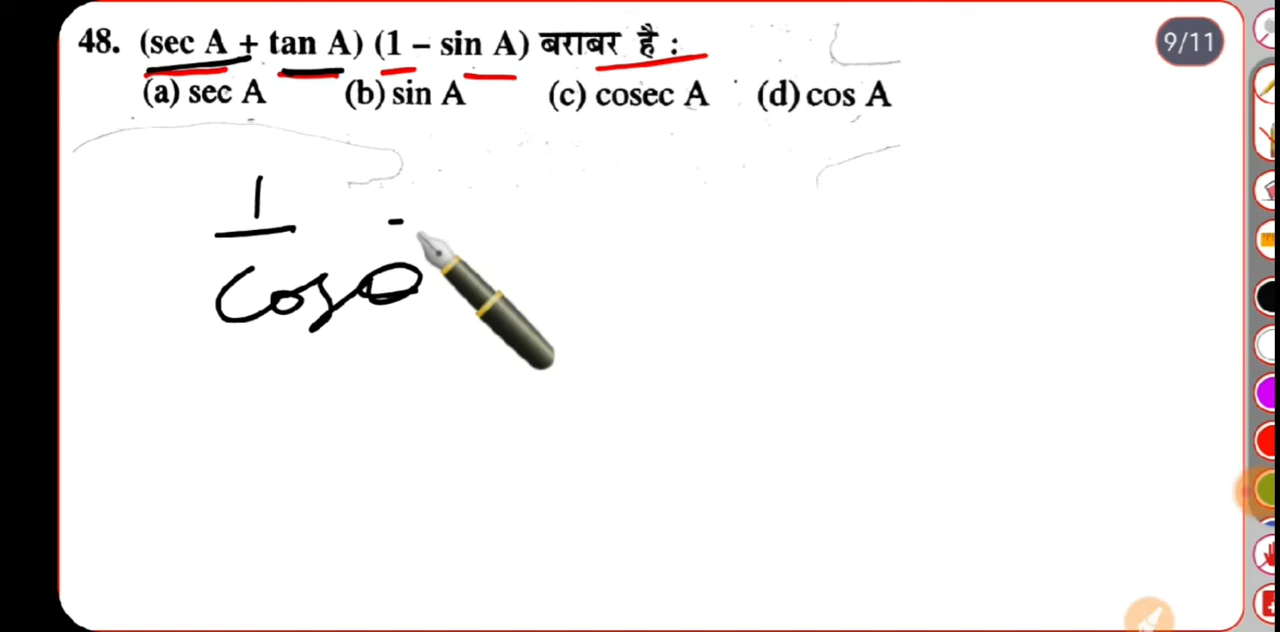 48. (sec A + tan A) (1 – sin A) बराबर है :
9/11
(a) sec A (b) sin A (c) cosec A (d) cos A
1
cosθ